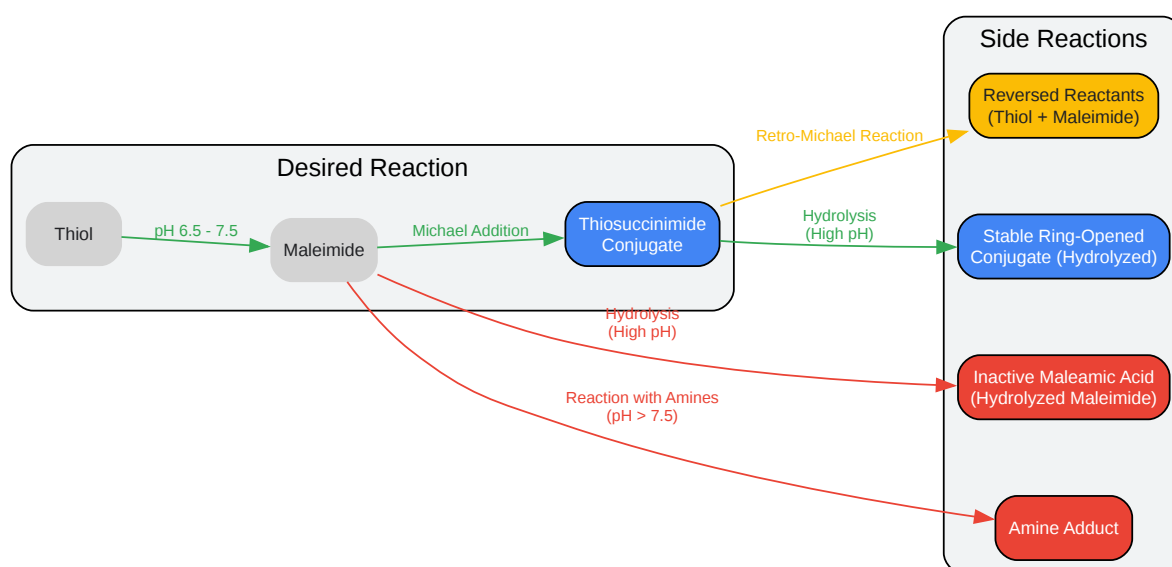 Side Reactions
Reversed Reactants
(Thiol + Maleimide)
Retro-Michael Reaction
Desired Reaction
Thiol
pH 6.5 - 7.5
Maleimide
Michael Addition
Thiosuccinimide
Conjugate
Hydrolysis
(High pH)
Stable Ring-Opened
Conjugate (Hydrolyzed)
Hydrolysis
(High pH)
Inactive Maleamic Acid
(Hydrolyzed Maleimide)
Reaction with Amines
(pH > 7.5)
Amine Adduct